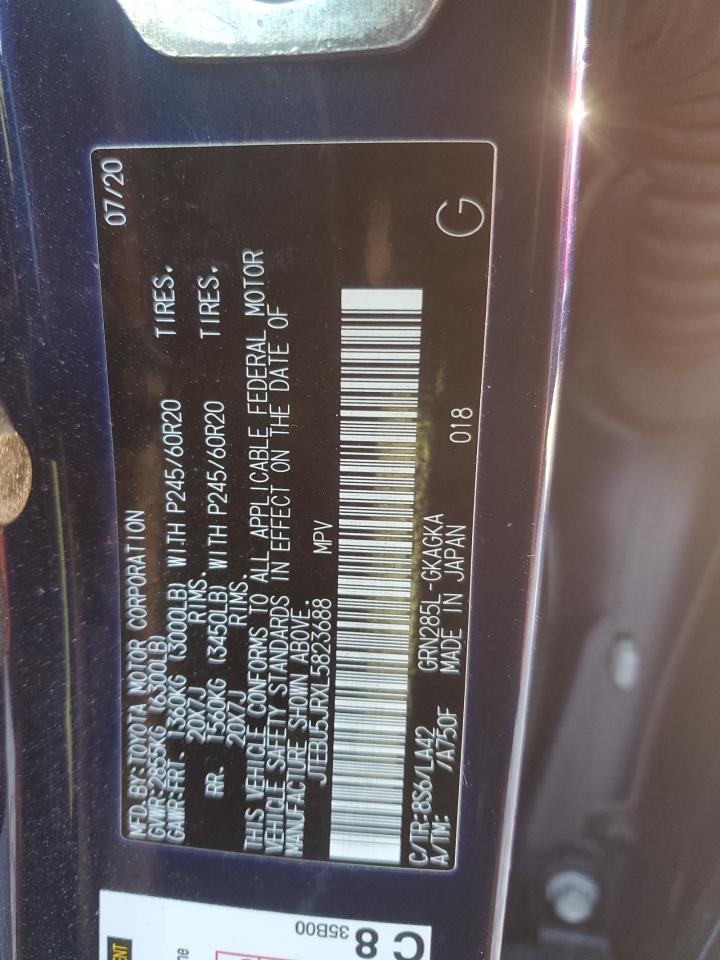 MFD.BY:TOYOTA MOTOR CORPORATION 07/20
GVWR:2855KG (6300LB)
GAWR:FRT 1360KG (3000LB) WITH P245/60R20 TIRES.
20X7J RIMS.
RR. 1560KG (3450LB) WITH P245/60R20 TIRES.
20X7J RIMS.
THIS VEHICLE CONFORMS TO ALL APPLICABLE FEDERAL MOTOR
VEHICLE SAFETY STANDARDS IN EFFECT ON THE DATE OF
MANUFACTURE SHOWN ABOVE.
JTEBU5JRXL5823688 MPV
C/TR:8S6/LA42 GRN285L-GKAGKA 018 G
A/TM: /A750F MADE IN JAPAN
35B00
C 8